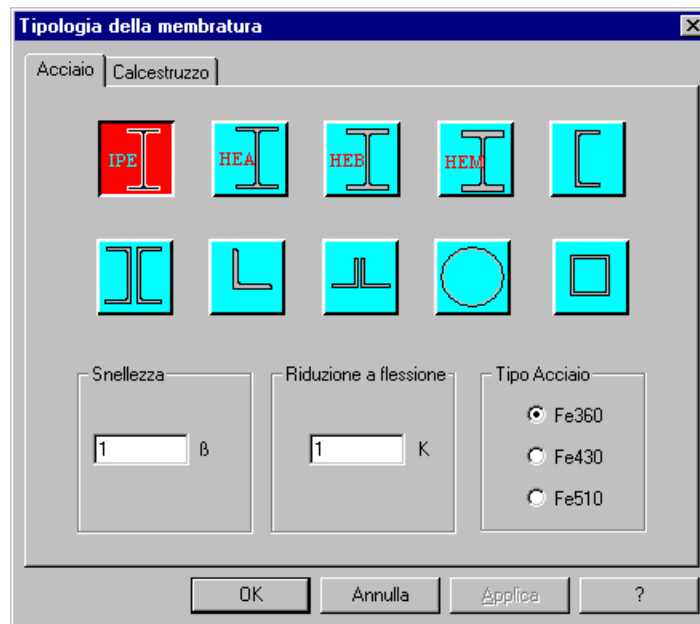 Tipologia della membratura
Acciaio Calcestruzzo
IPE HEA HEB HEM
Snellezza Riduzione a flessione Tipo Acciaio
1 ß 1 K Fe360
Fe430
Fe510
OK Annulla Applica ?